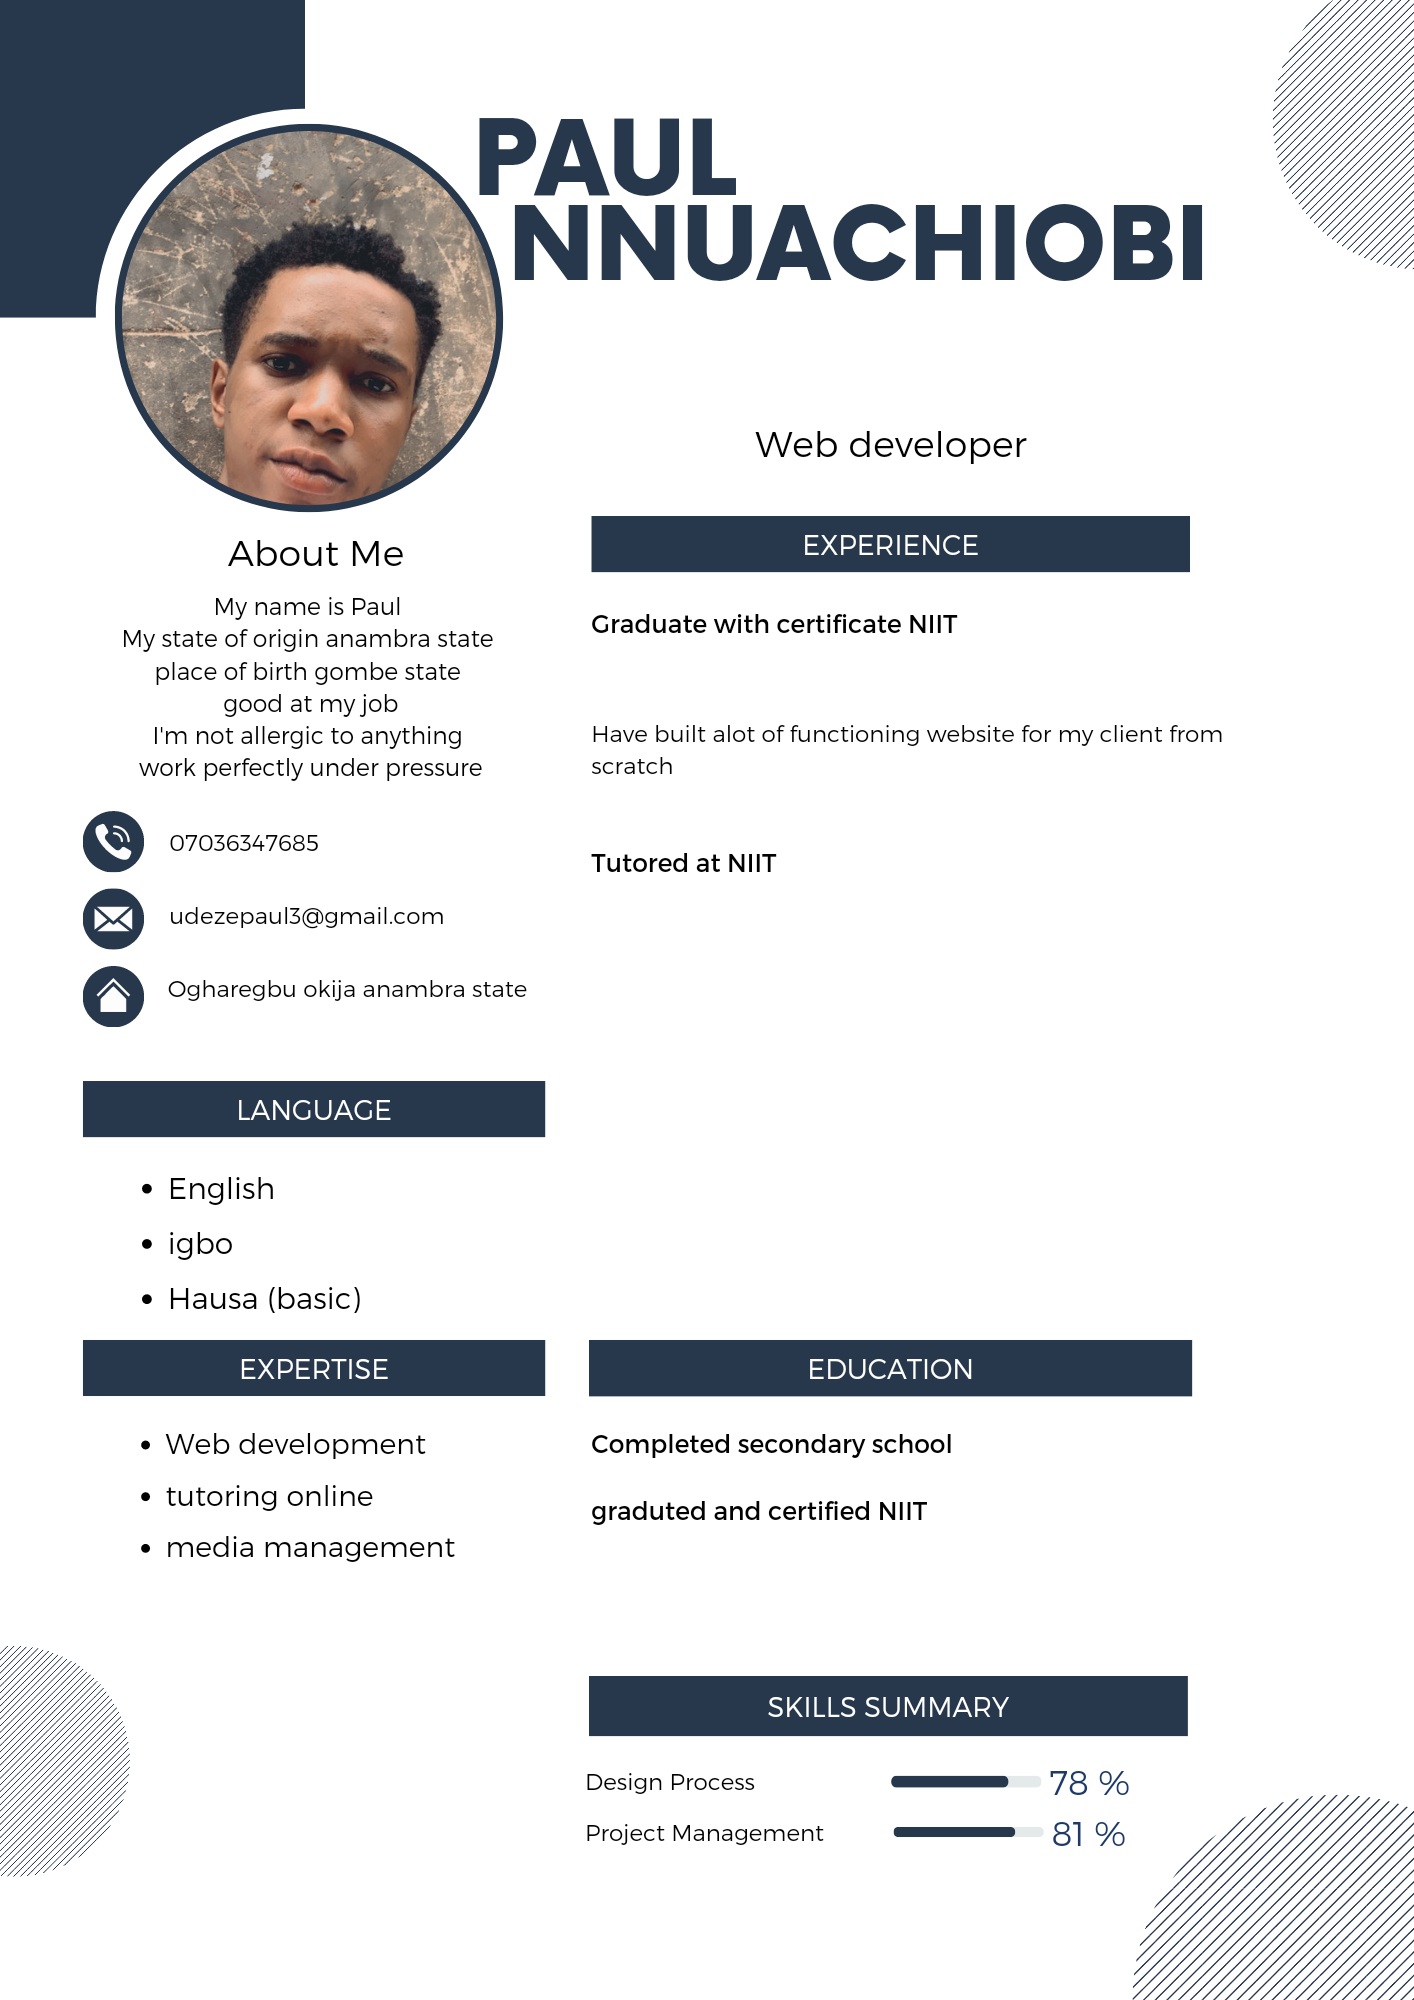 PAUL
NNUACHIOBI
Web developer
About Me
My name is Paul
My state of origin anambra state
place of birth gombe state
good at my job
I'm not allergic to anything
work perfectly under pressure
07036347685
udezepaul3@gmail.com
Ogharegbu okija anambra state
LANGUAGE
• English
• igbo
• Hausa (basic)
EXPERTISE
• Web development
• tutoring online
• media management
EXPERIENCE
Graduate with certificate NIIT
Have built alot of functioning website for my client from
scratch
Tutored at NIIT
EDUCATION
Completed secondary school
graduted and certified NIIT
SKILLS SUMMARY
Design Process 78 %
Project Management 81 %